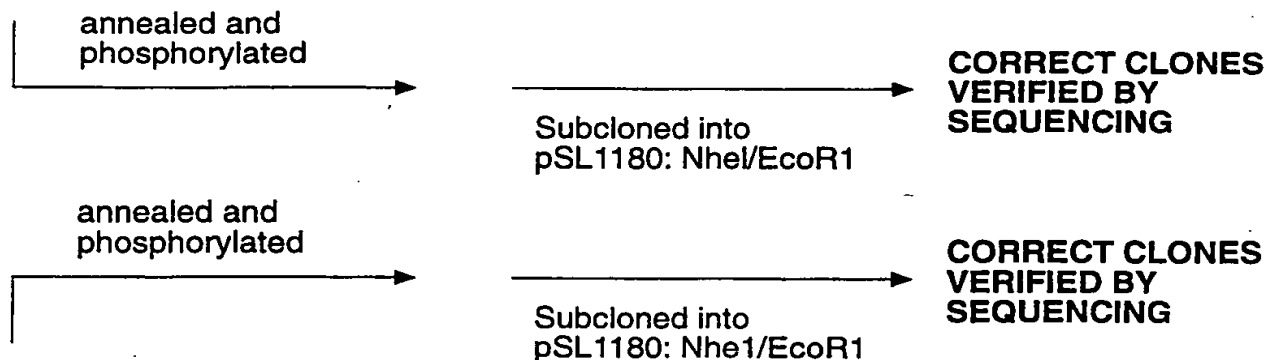 annealed and
phosphorylated
CORRECT CLONES
VERIFIED BY
SEQUENCING
Subcloned into
pSL1180: NheI/EcoR1
annealed and
phosphorylated
CORRECT CLONES
VERIFIED BY
SEQUENCING
Subcloned into
pSL1180: Nhe1/EcoR1